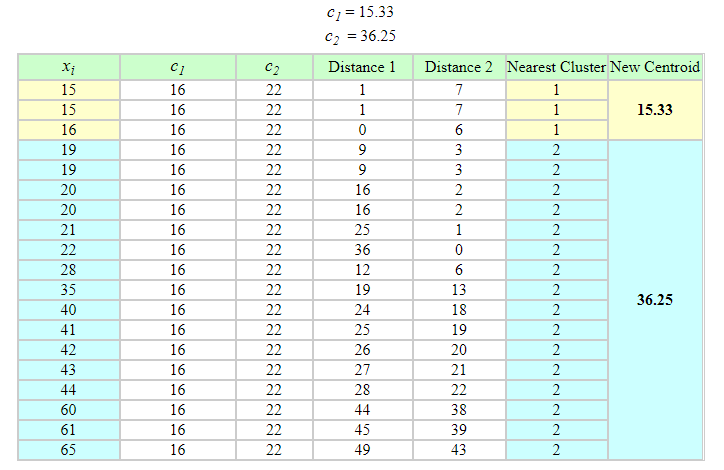 c1 = 15.33
c2 = 36.25
xi c1 c2 Distance 1 Distance 2 Nearest Cluster New Centroid
15 16 22 1 7 1
15 16 22 1 7 1 15.33
16 16 22 0 6 1
19 16 22 9 3 2
19 16 22 9 3 2
20 16 22 16 2 2
20 16 22 16 2 2
21 16 22 25 1 2
22 16 22 36 0 2
28 16 22 12 6 2
35 16 22 19 13 2
40 16 22 24 18 2 36.25
41 16 22 25 19 2
42 16 22 26 20 2
43 16 22 27 21 2
44 16 22 28 22 2
60 16 22 44 38 2
61 16 22 45 39 2
65 16 22 49 43 2